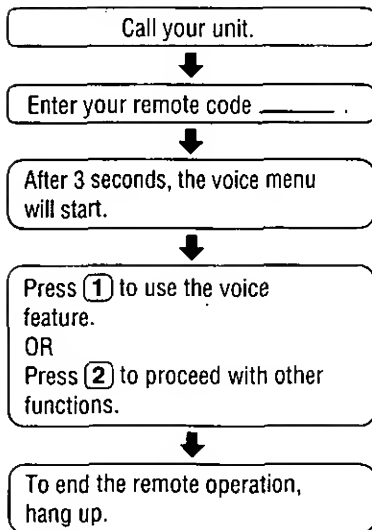 Call your unit.
Enter your remote code ______ .
After 3 seconds, the voice menu
will start.
Press 1 to use the voice
feature.
OR
Press 2 to proceed with other
functions.
To end the remote operation,
hang up.